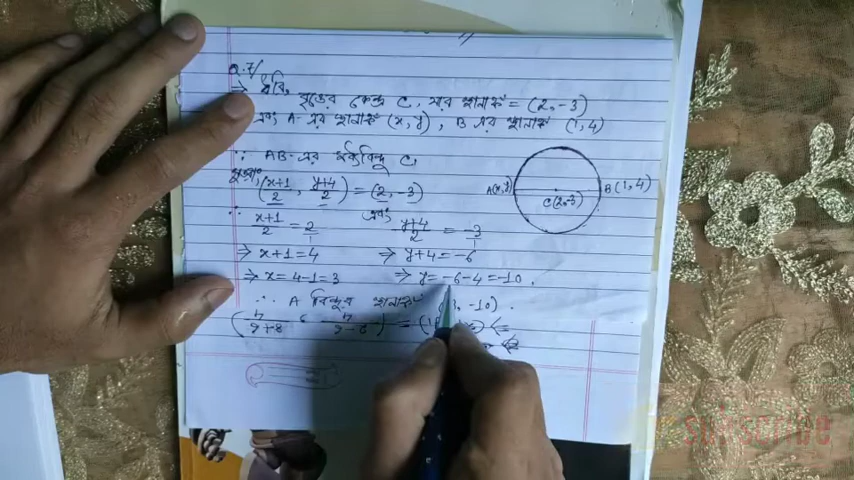 Q.7/
→ ধরি,
বৃত্তের কেন্দ্র C, যার স্থানাঙ্ক = (2, -3)
এবং A-এর স্থানাঙ্ক (x, y), B এর স্থানাঙ্ক (1, 4)
∴ AB-এর মধ্যবিন্দু C,
সুতরাং, (x+1/2, y+4/2) = (2, -3)
A(x,y) B(1,4)
C(2,-3)
∴ x+1/2 = 2/1 এবং y+4/2 = -3/1
⇒ x+1=4 ⇒ y+4=-6
⇒ x=4-1=3 ⇒ y=-6-4=-10.
∴ A বিন্দুর , -10).
subscribe